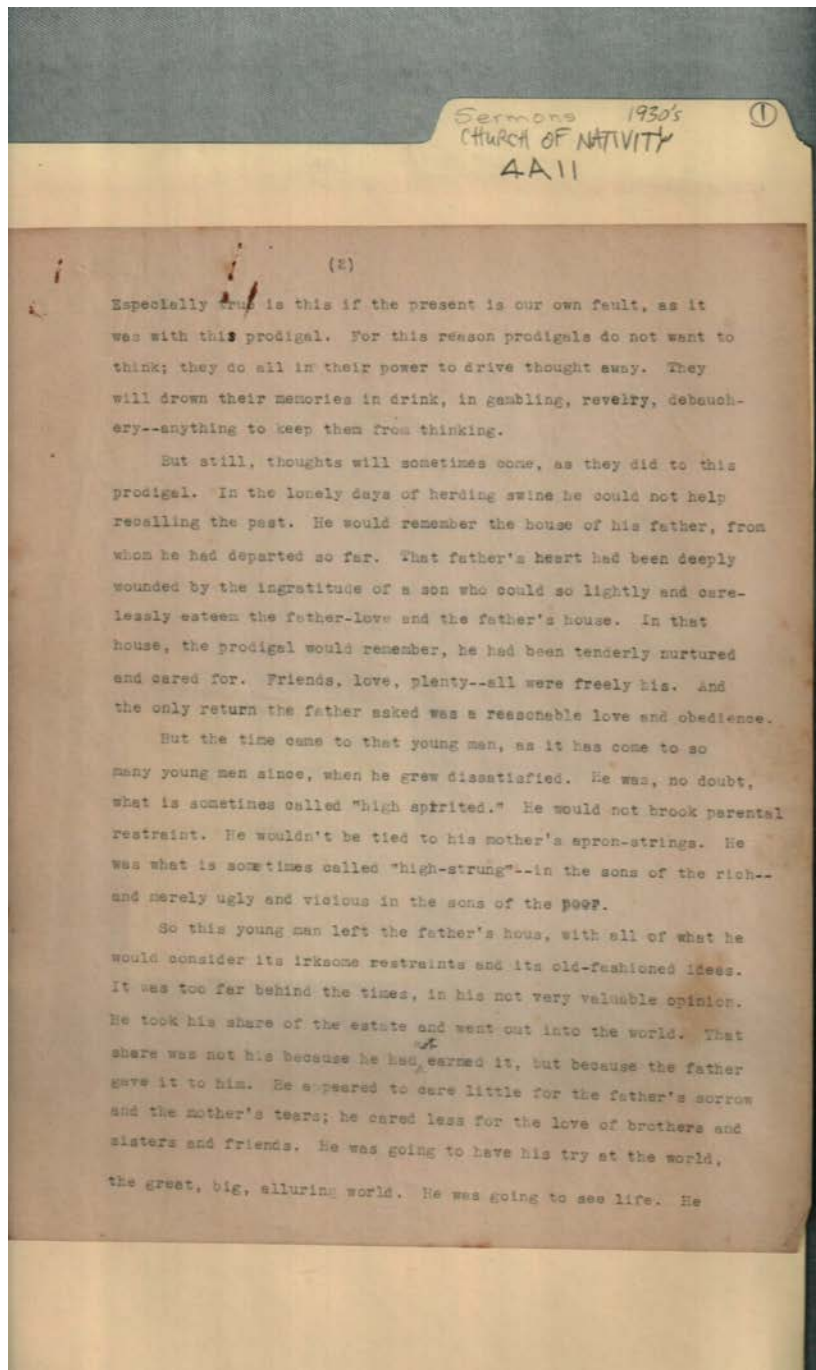 Sermons 1930's ①
CHURCH OF NATIVITY
4A11
(2)
Especially true is this if the present is our own fault, as it
was with this prodigal. For this reason prodigals do not want to
think; they do all in their power to drive thought away. They
will drown their memories in drink, in gambling, revelry, debauch-
ery--anything to keep them from thinking.
But still, thoughts will sometimes come, as they did to this
prodigal. In the lonely days of herding swine he could not help
recalling the past. He would remember the house of his father, from
whom he had departed so far. That father's heart had been deeply
wounded by the ingratitude of a son who could so lightly and care-
lessly esteem the father-love and the father's house. In that
house, the prodigal would remember, he had been tenderly nurtured
and cared for. Friends, love, plenty--all were freely his. And
the only return the father asked was a reasonable love and obedience.
But the time came to that young man, as it has come to so
many young men since, when he grew dissatisfied. He was, no doubt,
what is sometimes called "high spirited." He would not brook parental
restraint. He wouldn't be tied to his mother's apron-strings. He
was what is sometimes called "high-strung"--in the sons of the rich--
and merely ugly and vicious in the sons of the poor.
So this young man left the father's hous, with all of what he
would consider its irksome restraints and its old-fashioned ideas.
It was too far behind the times, in his not very valuable opinion.
He took his share of the estate and went out into the world. That
share was not his because he had not earned it, but because the father
gave it to him. He appeared to care little for the father's sorrow
and the mother's tears; he cared less for the love of brothers and
sisters and friends. He was going to have his try at the world,
the great, big, alluring world. He was going to see life. He